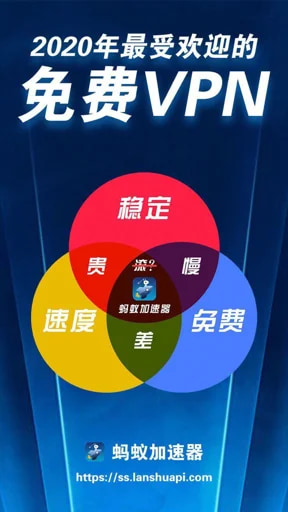 2020年最受欢迎的
免费VPN
稳定
贵
滚?
慢
蚂蚁加速器
速度
免费
差
蚂蚁加速器
https://ss.lanshuapi.com